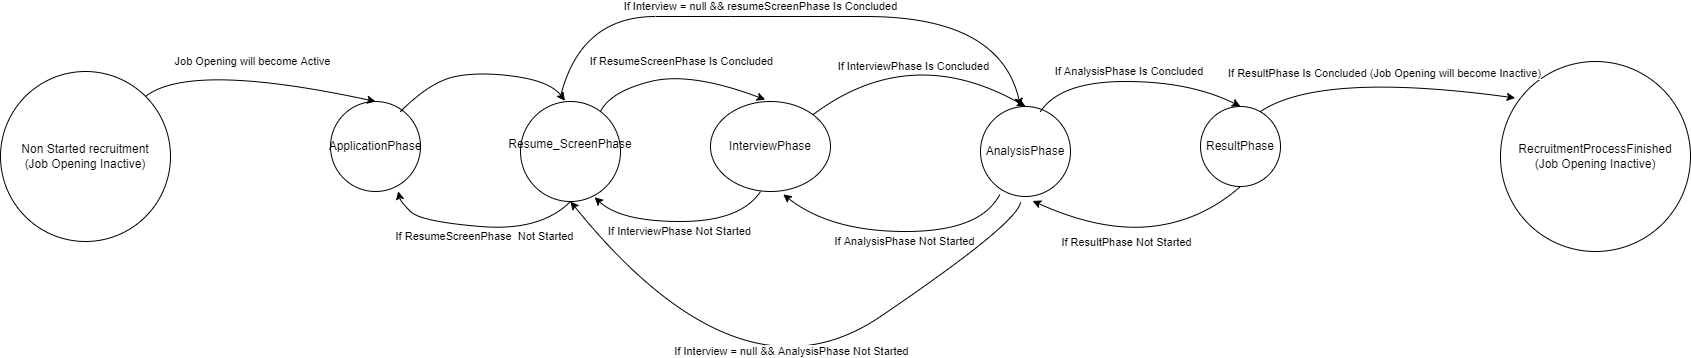 If Interview = null && resumeScreenPhase Is Concluded
Job Opening will become Active
If ResumeScreenPhase Is Concluded
If InterviewPhase Is Concluded
If AnalysisPhase Is Concluded
If ResultPhase Is Concluded (Job Opening will become Inactive)
Non Started recruitment
(Job Opening Inactive)
ApplicationPhase
Resume_ScreenPhase
InterviewPhase
AnalysisPhase
ResultPhase
RecruitmentProcessFinished
(Job Opening Inactive)
If ResumeScreenPhase  Not Started
If InterviewPhase Not Started
If AnalysisPhase Not Started
If ResultPhase Not Started
If Interview = null && AnalysisPhase Not Started